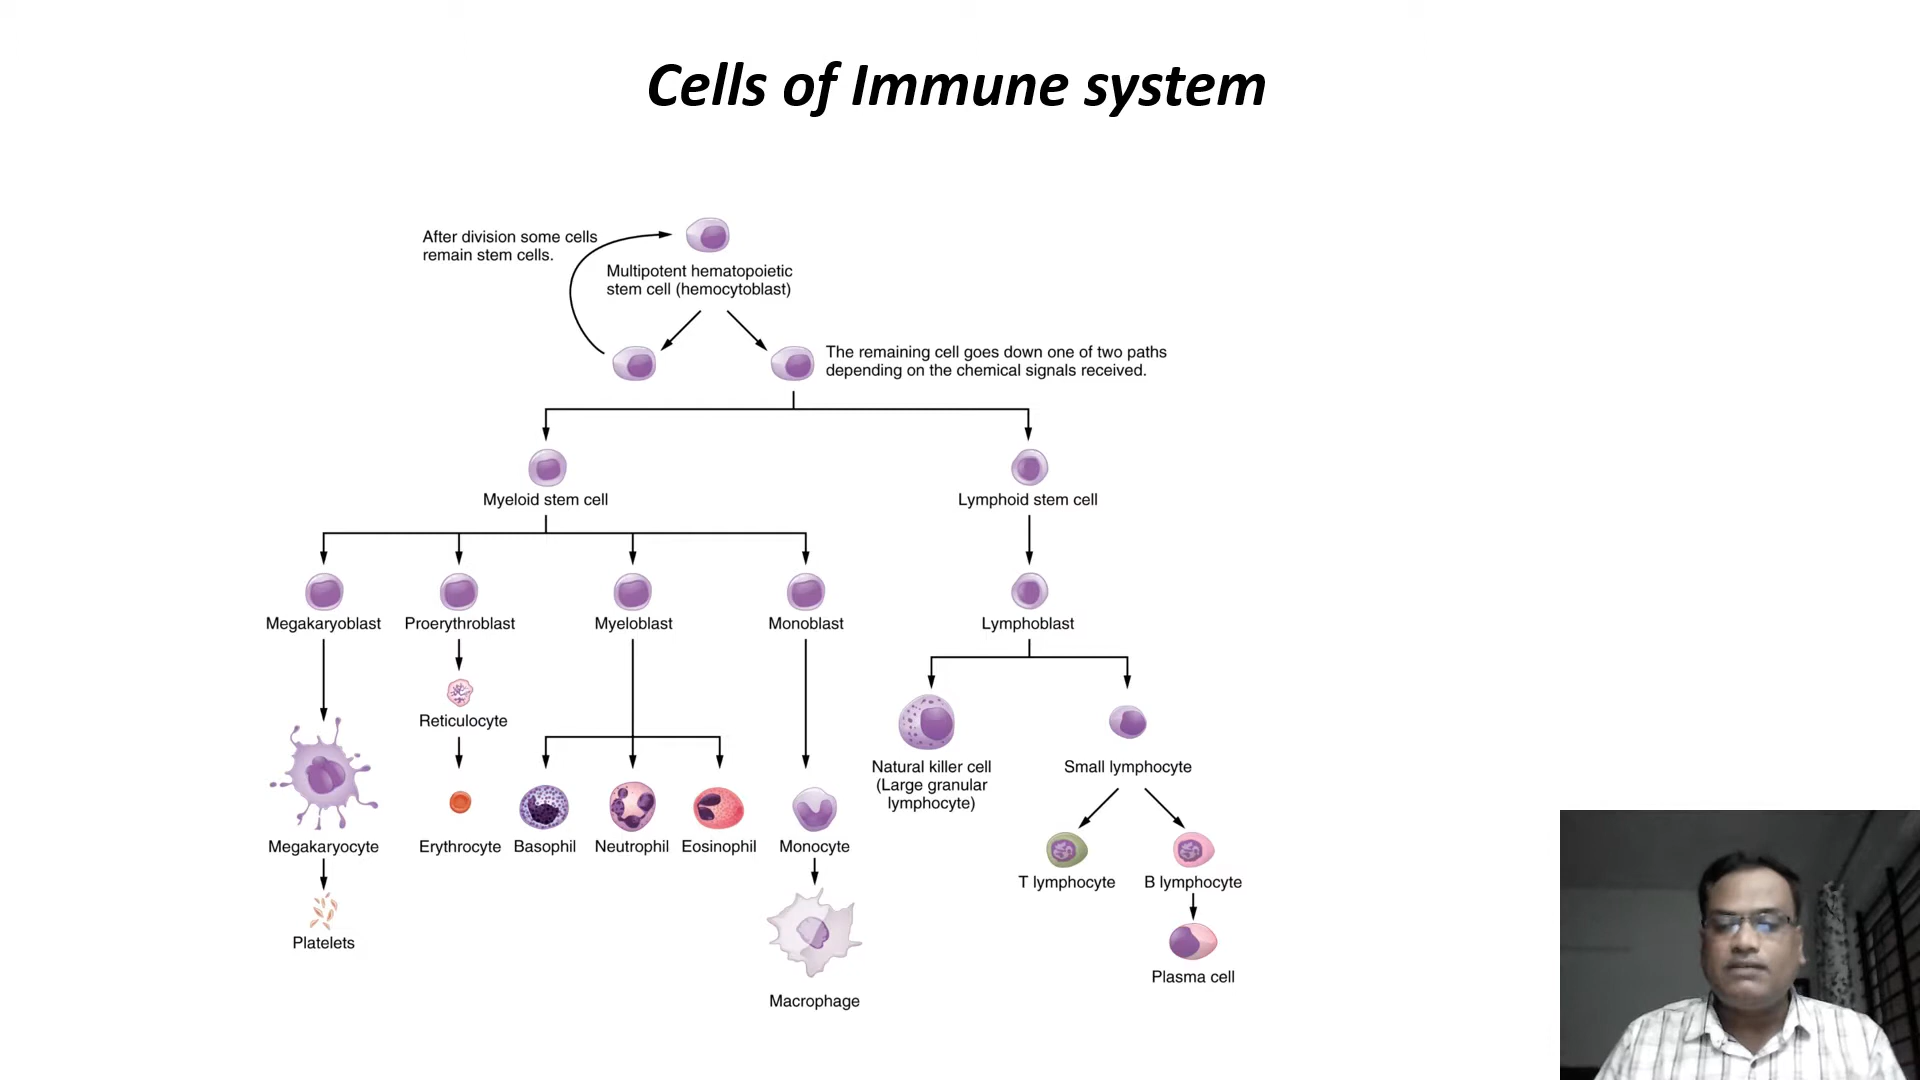 Cells of Immune system
After division some cells
remain stem cells.
Multipotent hematopoietic
stem cell (hemocytoblast)
The remaining cell goes down one of two paths
depending on the chemical signals received.
Myeloid stem cell
Lymphoid stem cell
Megakaryoblast
Proerythroblast
Myeloblast
Monoblast
Lymphoblast
Reticulocyte
Natural killer cell
(Large granular
lymphocyte)
Small lymphocyte
Megakaryocyte
Erythrocyte
Basophil
Neutrophil
Eosinophil
Monocyte
T lymphocyte
B lymphocyte
Platelets
Plasma cell
Macrophage